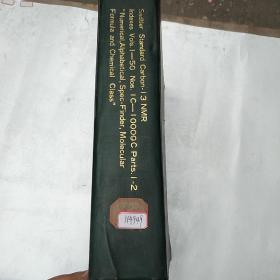 Sadtler Standard Carbon-13 NMR
Indexes Vols. 1—50 Nos. 1C—10000C Parts. 1-2
"Numerical, Alphabetical, Spec-Finder, Molecular
Formula and Chemical Class"